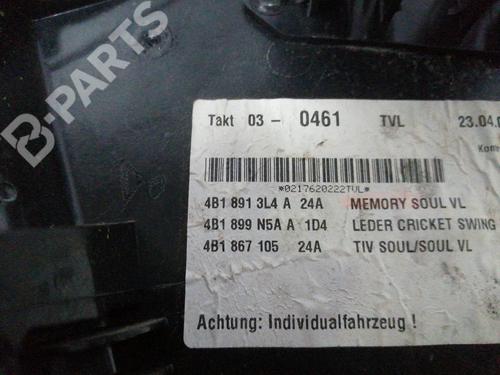 B-PARTS
Takt 03 - 0461 TVL 23.04.0
*0217620222TVL*
4B1 891 3L4 A 24A MEMORY SOUL VL
4B1 899 N5A A 1D4 LEDER CRICKET SWING
4B1 867 105 24A TIV SOUL/SOUL VL
Achtung: Individualfahrzeug !